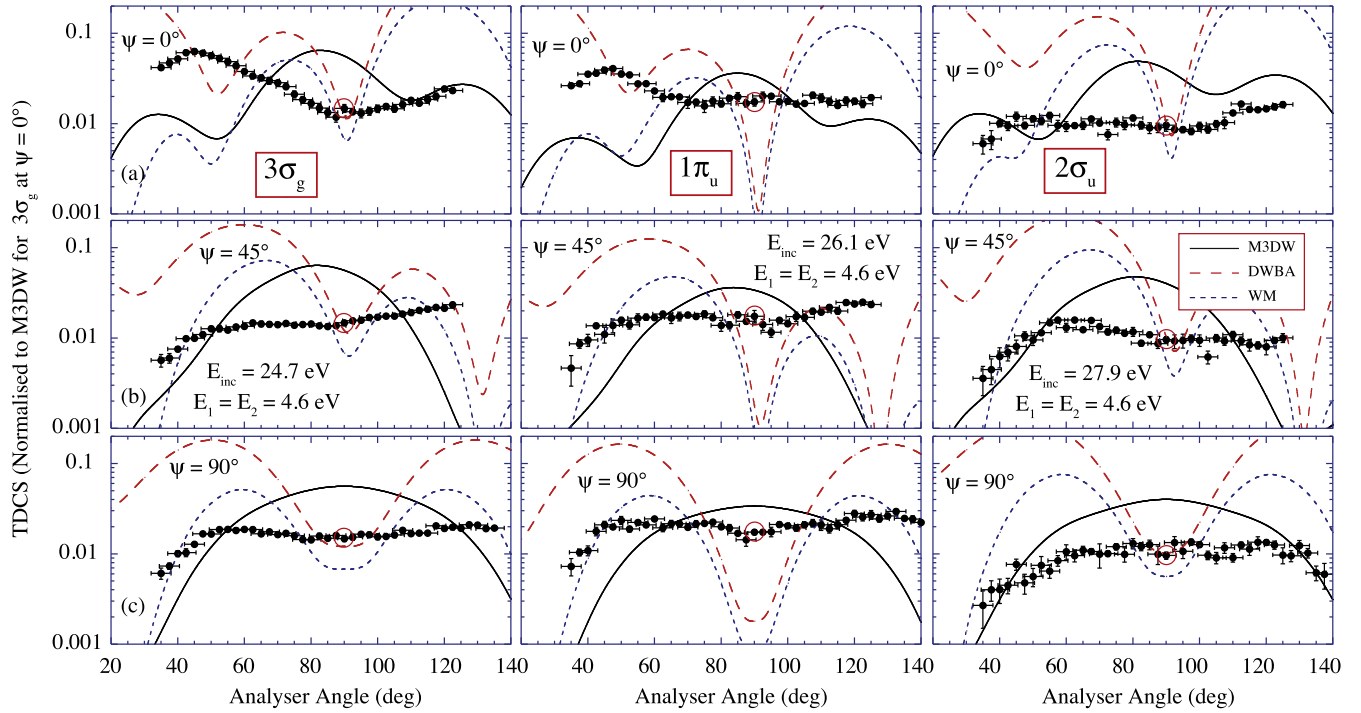 TDCS (Normalised to M3DW for 3σg at ψ = 0°)
0.1
0.01
0.001
ψ = 0°
(a)
3σg
ψ = 0°
1πu
ψ = 0°
2σu
0.1
0.01
0.001
ψ = 45°
(b)
Einc = 24.7 eV
E1 = E2 = 4.6 eV
ψ = 45°
Einc = 26.1 eV
E1 = E2 = 4.6 eV
ψ = 45°
M3DW
DWBA
WM
Einc = 27.9 eV
E1 = E2 = 4.6 eV
0.1
0.01
0.001
ψ = 90°
(c)
ψ = 90°
ψ = 90°
20 40 60 80 100 120 140
40 60 80 100 120 140
40 60 80 100 120 140
Analyser Angle (deg)
Analyser Angle (deg)
Analyser Angle (deg)